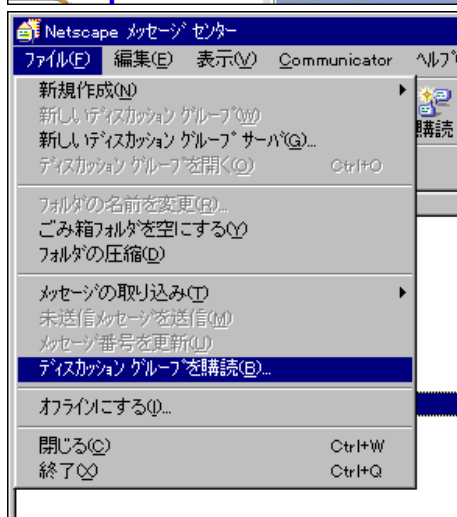 Netscape メッセージ センター
ファイル(F) 編集(E) 表示(V) Communicator ヘルプ
新規作成(N)
新しいディスカッション グループ(W)
新しいディスカッション グループ サーバ(G)...
ディスカッション グループを開く(O) Ctrl+O
購読
フォルダの名前を変更(R)...
ごみ箱フォルダを空にする(Y)
フォルダの圧縮(D)
メッセージの取り込み(T)
未送信メッセージを送信(M)
メッセージ番号を更新(U)
ディスカッション グループを購読(B)...
オフラインにする(I)...
閉じる(C) Ctrl+W
終了(X) Ctrl+Q